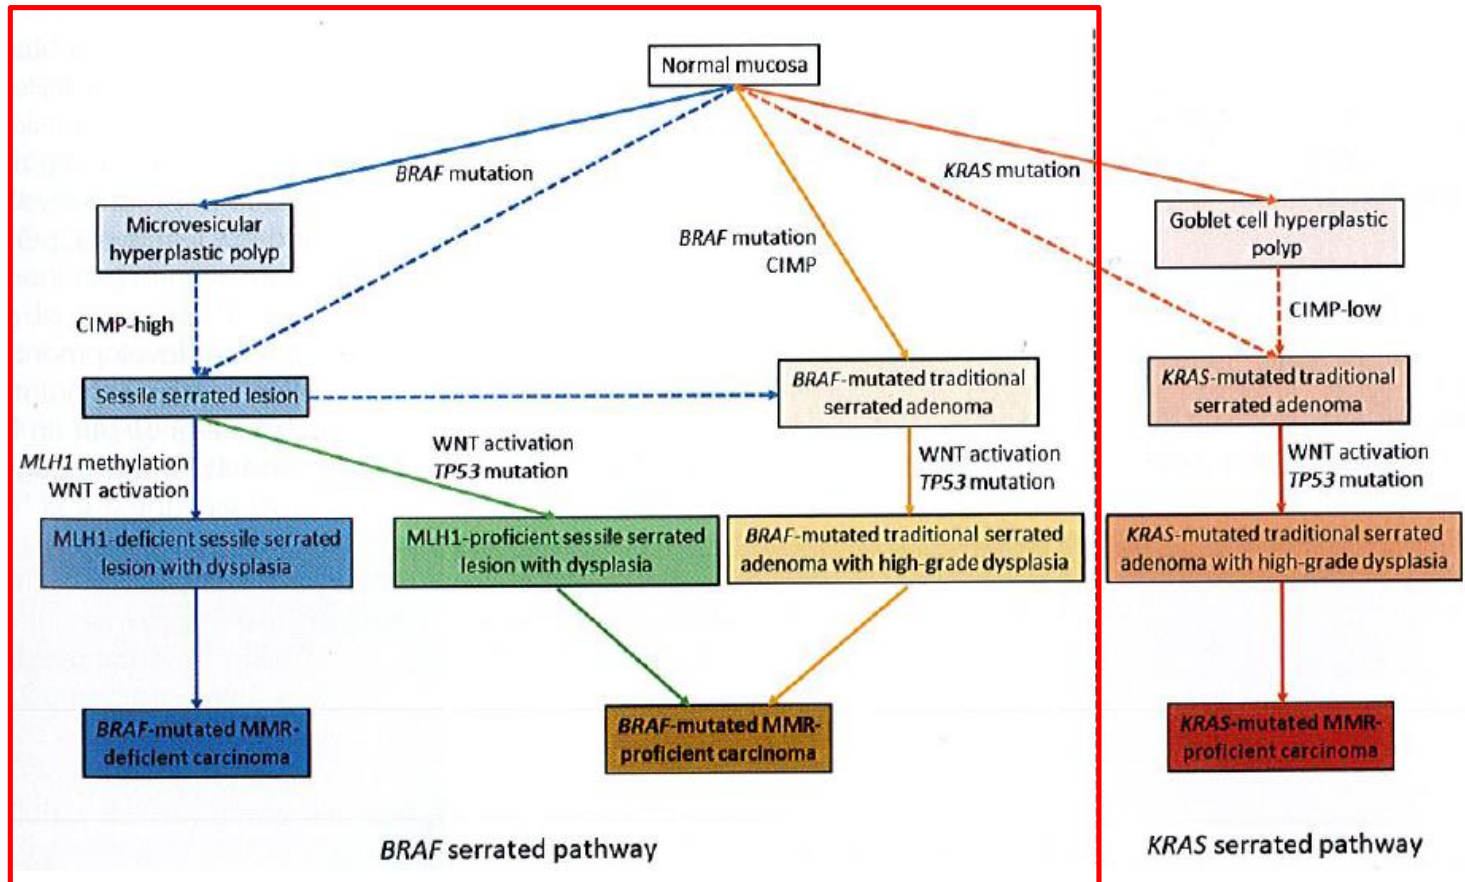 Normal mucosa
BRAF mutation
KRAS mutation
Microvesicular
hyperplastic polyp
BRAF mutation
CIMP
Goblet cell hyperplastic
polyp
CIMP-high
CIMP-low
Sessile serrated lesion
BRAF-mutated traditional
serrated adenoma
KRAS-mutated traditional
serrated adenoma
MLH1 methylation
WNT activation
WNT activation
TP53 mutation
WNT activation
TP53 mutation
WNT activation
TP53 mutation
MLH1-deficient sessile serrated
lesion with dysplasia
MLH1-proficient sessile serrated
lesion with dysplasia
BRAF-mutated traditional serrated
adenoma with high-grade dysplasia
KRAS-mutated traditional serrated
adenoma with high-grade dysplasia
BRAF-mutated MMR-
deficient carcinoma
BRAF-mutated MMR-
proficient carcinoma
KRAS-mutated MMR-
proficient carcinoma
BRAF serrated pathway
KRAS serrated pathway